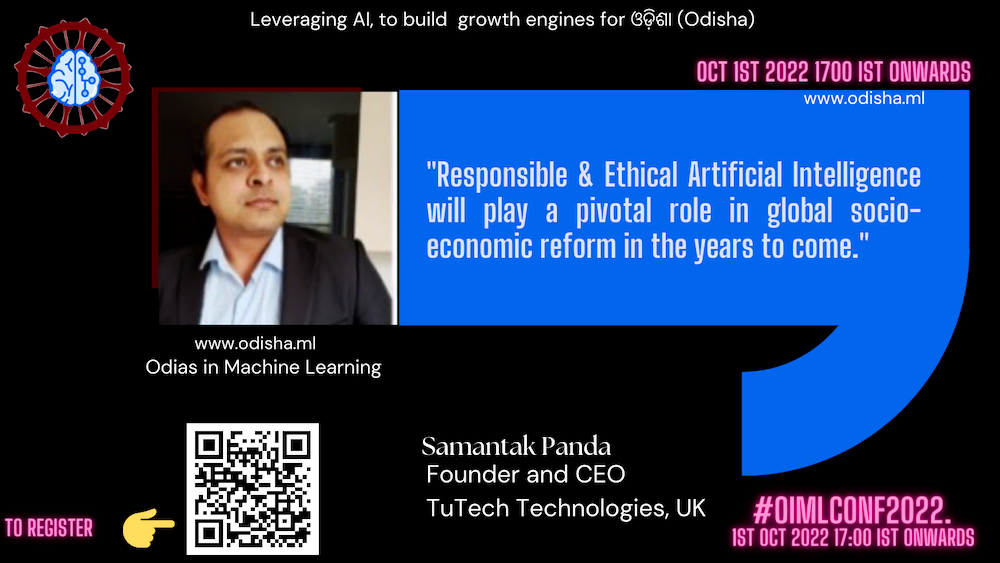 Leveraging AI, to build growth engines for ଓଡ଼ିଶା (Odisha)
OCT 1ST 2022 1700 IST ONWARDS
www.odisha.ml
"Responsible & Ethical Artificial Intelligence
will play a pivotal role in global socio-
economic reform in the years to come."
www.odisha.ml
Odias in Machine Learning
Samantak Panda
Founder and CEO
TuTech Technologies, UK
TO REGISTER
#OIMLCONF2022.
1ST OCT 2022 17:00 IST ONWARDS